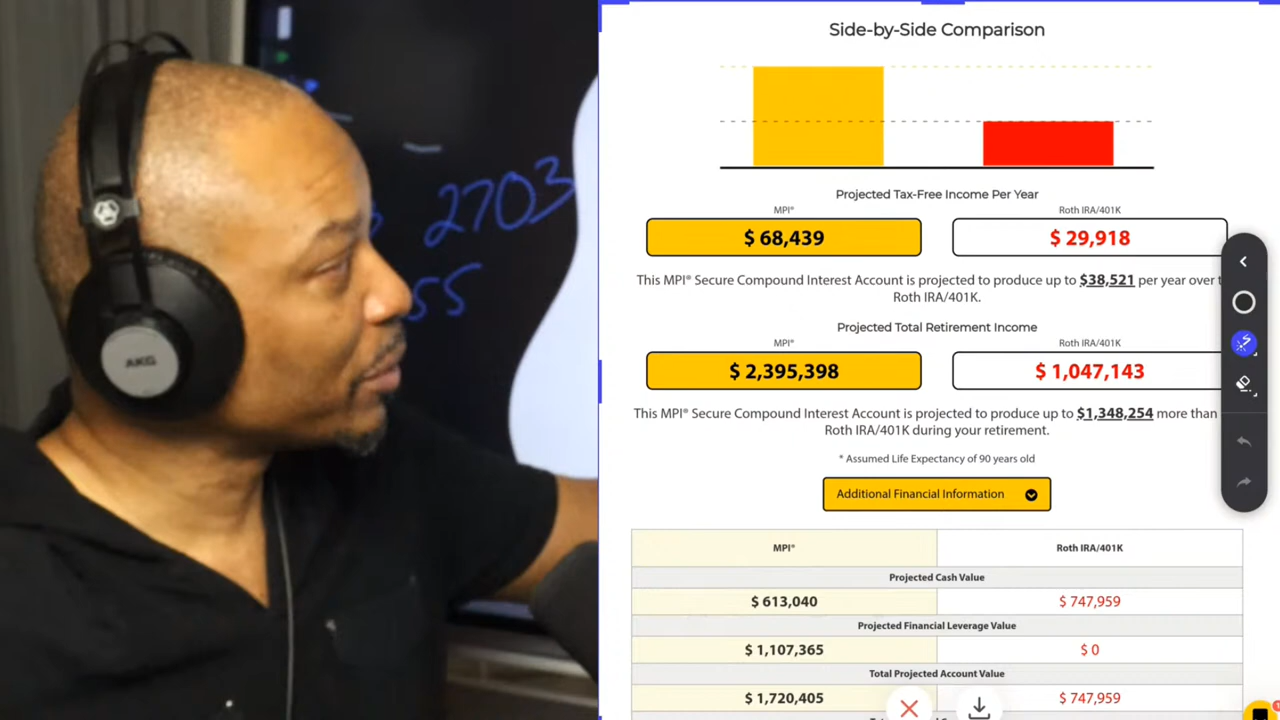 AKG
2703
55
Side-by-Side Comparison
Projected Tax-Free Income Per Year
MPI® Roth IRA/401K
$ 68,439 $ 29,918
This MPI® Secure Compound Interest Account is projected to produce up to $38,521 per year over
Roth IRA/401K.
Projected Total Retirement Income
MPI® Roth IRA/401K
$ 2,395,398 $ 1,047,143
This MPI® Secure Compound Interest Account is projected to produce up to $1,348,254 more than
Roth IRA/401K during your retirement.
* Assumed Life Expectancy of 90 years old
Additional Financial Information
MPI® Roth IRA/401K
Projected Cash Value
$ 613,040 $ 747,959
Projected Financial Leverage Value
$ 1,107,365 $ 0
Total Projected Account Value
$ 1,720,405 $ 747,959